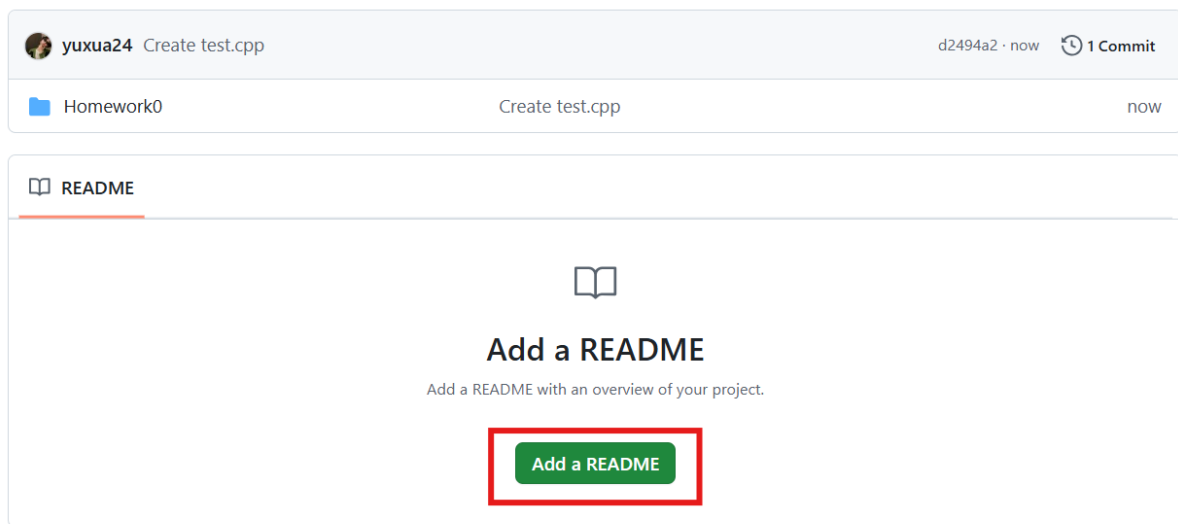 yuxua24 Create test.cpp d2494a2 · now 1 Commit
Homework0 Create test.cpp now
README
Add a README
Add a README with an overview of your project.
Add a README